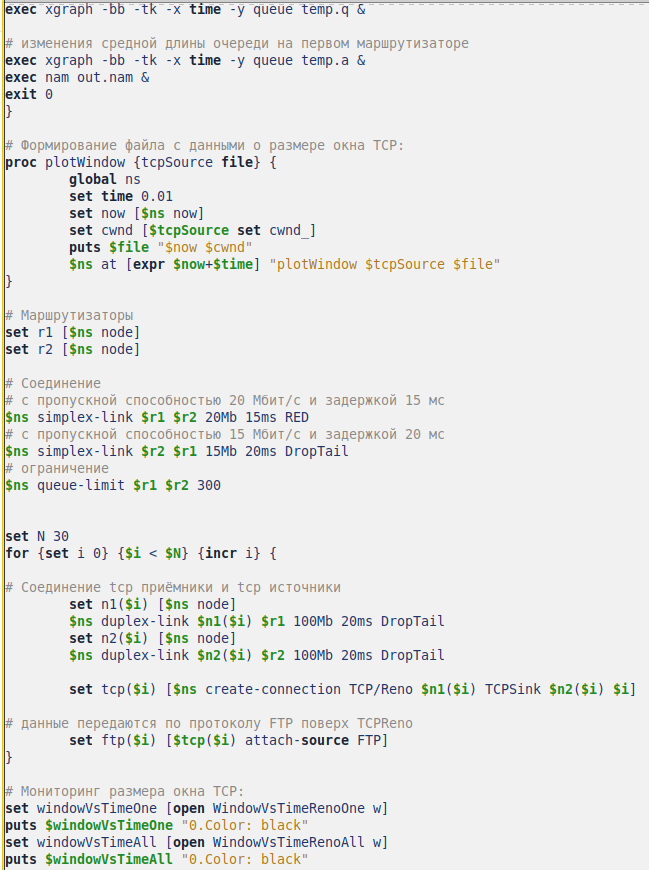 exec xgraph -bb -tk -x time -y queue temp.q &
# изменения средней длины очереди на первом маршрутизаторе
exec xgraph -bb -tk -x time -y queue temp.a &
exec nam out.nam &
exit 0
}
# Формирование файла с данными о размере окна TCP:
proc plotWindow {tcpSource file} {
global ns
set time 0.01
set now [$ns now]
set cwnd [$tcpSource set cwnd_]
puts $file "$now $cwnd"
$ns at [expr $now+$time] "plotWindow $tcpSource $file"
}
# Маршрутизаторы
set r1 [$ns node]
set r2 [$ns node]
# Соединение
# с пропускной способностью 20 Мбит/с и задержкой 15 мс
$ns simplex-link $r1 $r2 20Mb 15ms RED
# с пропускной способностью 15 Мбит/с и задержкой 20 мс
$ns simplex-link $r2 $r1 15Mb 20ms DropTail
# ограничение
$ns queue-limit $r1 $r2 300
set N 30
for {set i 0} {$i < $N} {incr i} {
# Соединение tcp приёмники и tcp источники
set n1($i) [$ns node]
$ns duplex-link $n1($i) $r1 100Mb 20ms DropTail
set n2($i) [$ns node]
$ns duplex-link $n2($i) $r2 100Mb 20ms DropTail
set tcp($i) [$ns create-connection TCP/Reno $n1($i) TCPSink $n2($i) $i]
# данные передаются по протоколу FTP поверх TCPReno
set ftp($i) [$tcp($i) attach-source FTP]
}
# Мониторинг размера окна TCP:
set windowVsTimeOne [open WindowVsTimeRenoOne w]
puts $windowVsTimeOne "0.Color: black"
set windowVsTimeAll [open WindowVsTimeRenoAll w]
puts $windowVsTimeAll "0.Color: black"